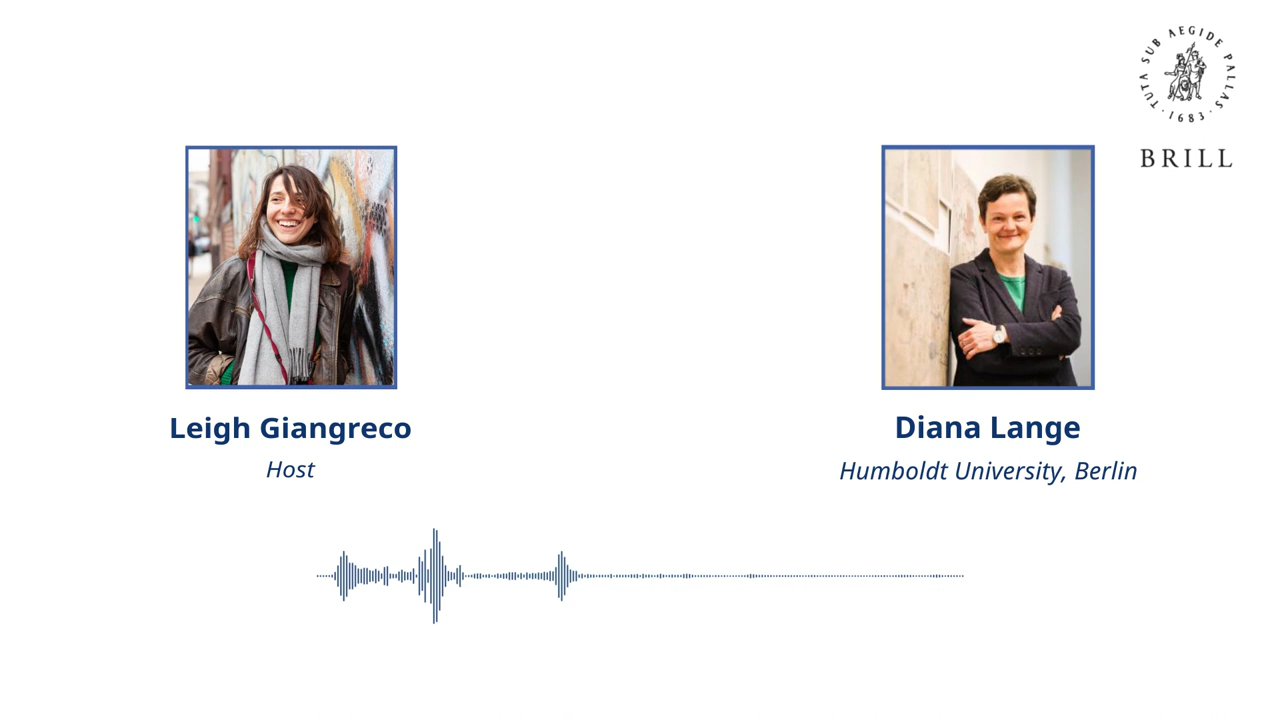 TUTA SUB AEGIDE PALLAS · 1683 ·
BRILL
Leigh Giangreco
Host
Diana Lange
Humboldt University, Berlin